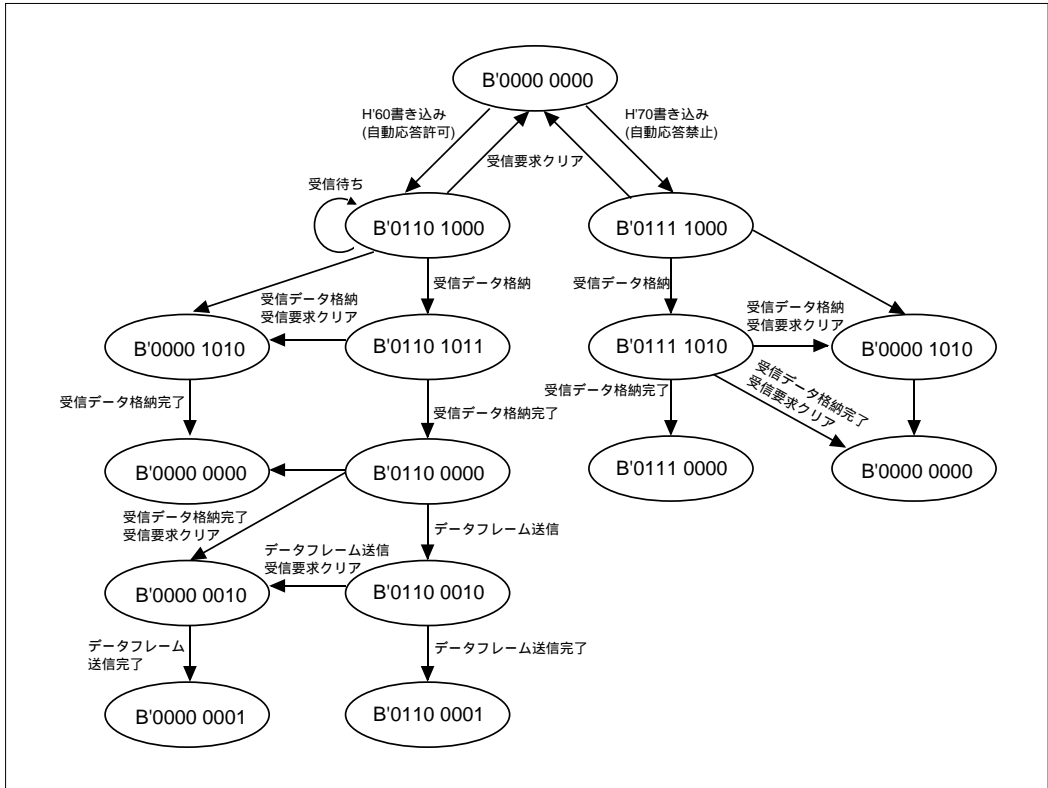 B'0000 0000
H'60書き込み
(自動応答許可)
H'70書き込み
(自動応答禁止)
受信要求クリア
受信待ち
B'0110 1000
B'0111 1000
受信データ格納
受信要求クリア
受信データ格納
受信データ格納
受信データ格納
受信要求クリア
B'0000 1010
B'0110 1011
B'0111 1010
B'0000 1010
受信データ格納完了
受信データ格納完了
受信データ格納完了
受信データ格納完了
受信要求クリア
B'0000 0000
B'0110 0000
B'0111 0000
B'0000 0000
受信データ格納完了
受信要求クリア
データフレーム送信
データフレーム送信
受信要求クリア
B'0000 0010
B'0110 0010
データフレーム
送信完了
データフレーム送信完了
B'0000 0001
B'0110 0001